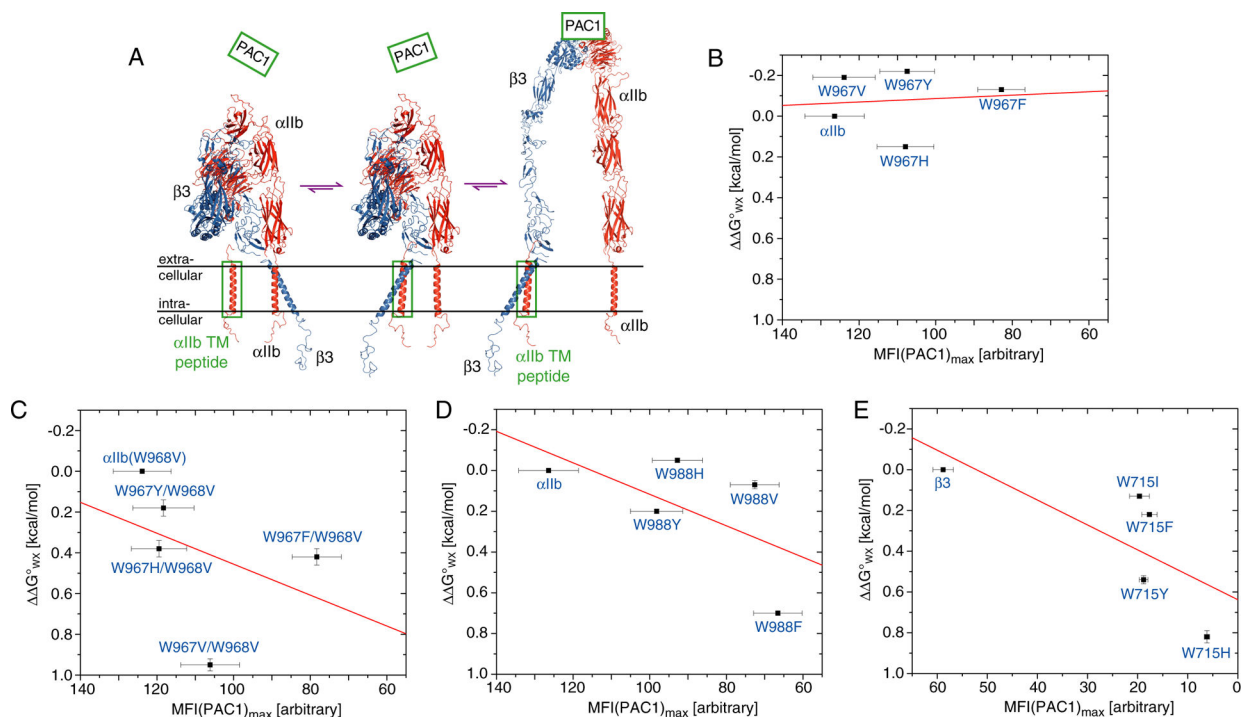 A
PAC1
PAC1
PAC1
αIIb
β3
αIIb
β3
extra-
cellular
intra-
cellular
αIIb TM
peptide
αIIb
β3
β3
αIIb TM
peptide
αIIb
B
-0.2
0.0
0.2
0.4
0.6
0.8
1.0
ΔΔG°WX [kcal/mol]
W967V
W967Y
W967F
αIIb
W967H
140
120
100
80
60
MFI(PAC1)max [arbitrary]
C
-0.2
0.0
0.2
0.4
0.6
0.8
1.0
ΔΔG°WX [kcal/mol]
αIIb(W968V)
W967Y/W968V
W967F/W968V
W967H/W968V
W967V/W968V
140
120
100
80
60
MFI(PAC1)max [arbitrary]
D
-0.2
0.0
0.2
0.4
0.6
0.8
1.0
ΔΔG°WX [kcal/mol]
W988H
αIIb
W988V
W988Y
W988F
140
120
100
80
60
MFI(PAC1)max [arbitrary]
E
-0.2
0.0
0.2
0.4
0.6
0.8
1.0
ΔΔG°WX [kcal/mol]
β3
W715I
W715F
W715Y
W715H
60
50
40
30
20
10
0
MFI(PAC1)max [arbitrary]